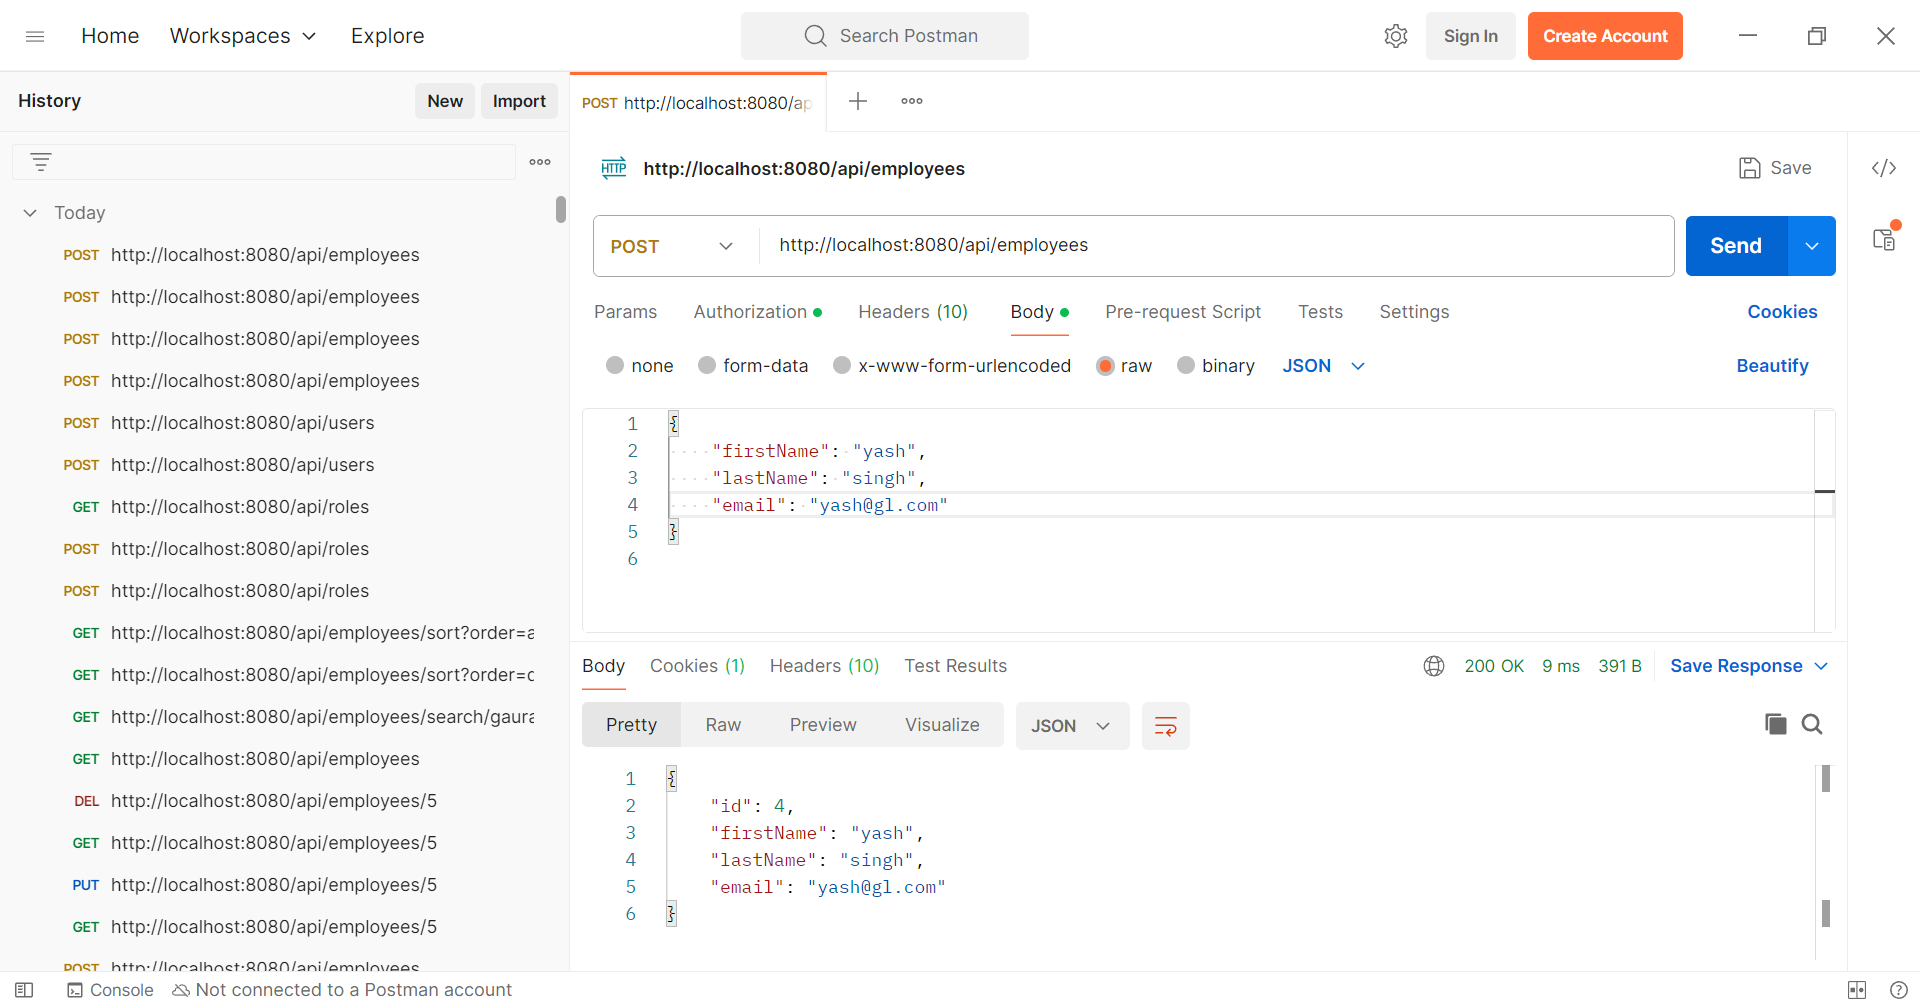 Home Workspaces Explore Search Postman Sign In Create Account
History New Import
POST http://localhost:8080/ap
HTTP http://localhost:8080/api/employees Save
Today
POST http://localhost:8080/api/employees
POST http://localhost:8080/api/employees
POST http://localhost:8080/api/employees
POST http://localhost:8080/api/employees
POST http://localhost:8080/api/users
POST http://localhost:8080/api/users
GET http://localhost:8080/api/roles
POST http://localhost:8080/api/roles
POST http://localhost:8080/api/roles
GET http://localhost:8080/api/employees/sort?order=a
GET http://localhost:8080/api/employees/sort?order=d
GET http://localhost:8080/api/employees/search/gaura
GET http://localhost:8080/api/employees
DEL http://localhost:8080/api/employees/5
GET http://localhost:8080/api/employees/5
PUT http://localhost:8080/api/employees/5
GET http://localhost:8080/api/employees/5
POST http://localhost:8080/api/employees
POST http://localhost:8080/api/employees Send
Params Authorization Headers (10) Body Pre-request Script Tests Settings Cookies
none form-data x-www-form-urlencoded raw binary JSON Beautify
1 {
2 "firstName": "yash",
3 "lastName": "singh",
4 "email": "yash@gl.com"
5 }
6
Body Cookies (1) Headers (10) Test Results 200 OK 9 ms 391 B Save Response
Pretty Raw Preview Visualize JSON
1 {
2 "id": 4,
3 "firstName": "yash",
4 "lastName": "singh",
5 "email": "yash@gl.com"
6 }
Console Not connected to a Postman account